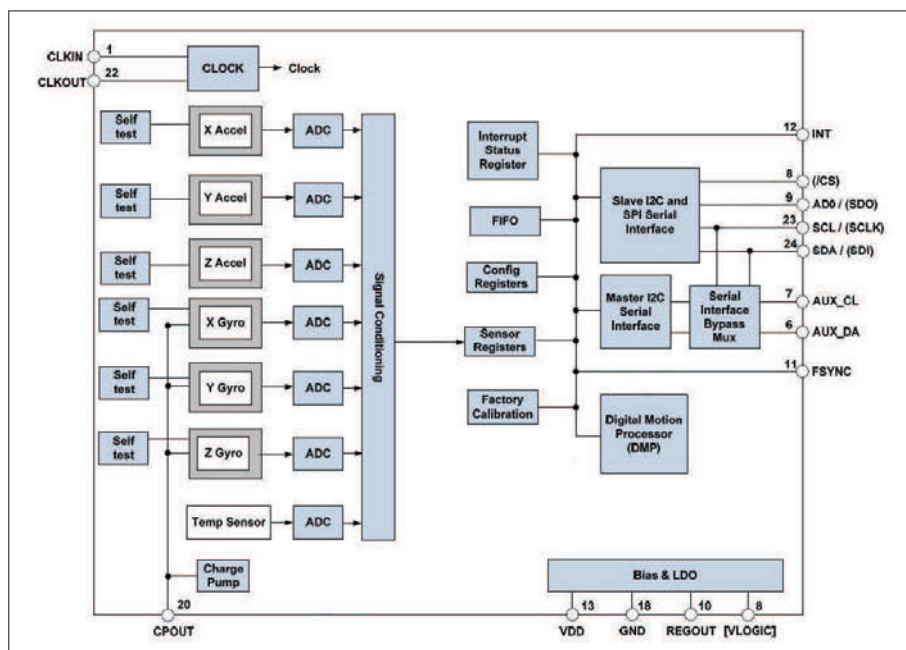 CLKIN 1
CLKOUT 22
CLOCK
Clock
Self
test
X Accel
ADC
Self
test
Y Accel
ADC
Self
test
Z Accel
ADC
Self
test
X Gyro
ADC
Self
test
Y Gyro
ADC
Self
test
Z Gyro
ADC
Temp Sensor
ADC
Charge
Pump
20
CPOUT
Signal Conditioning
Interrupt
Status
Register
FIFO
Config
Registers
Sensor
Registers
Factory
Calibration
Slave I2C and
SPI Serial
Interface
Master I2C
Serial
Interface
Serial
Interface
Bypass
Mux
Digital Motion
Processor
(DMP)
12 INT
8 (/CS)
9 AD0 / (SDO)
23 SCL / (SCLK)
24 SDA / (SDI)
7 AUX_CL
6 AUX_DA
11 FSYNC
Bias & LDO
13 18 10 8
VDD GND REGOUT [VLOGIC]